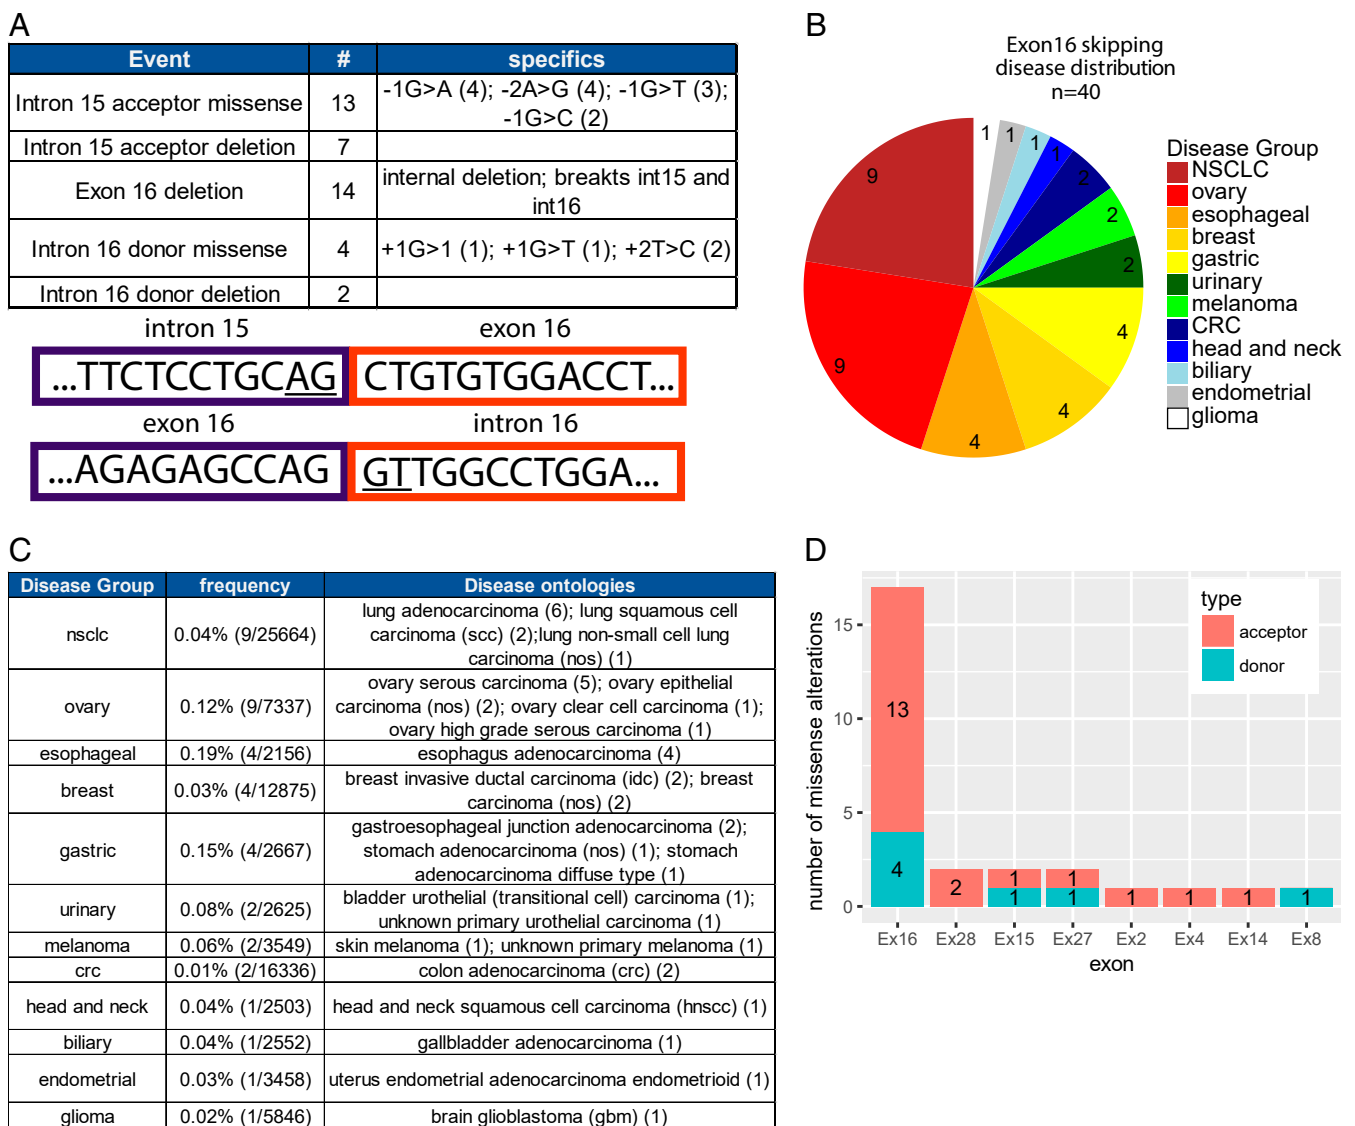 A
Event # specifics
Intron 15 acceptor missense 13 -1G>A (4); -2A>G (4); -1G>T (3);
-1G>C (2)
Intron 15 acceptor deletion 7
Exon 16 deletion 14 internal deletion; breakts int15 and
int16
Intron 16 donor missense 4 +1G>1 (1); +1G>T (1); +2T>C (2)
Intron 16 donor deletion 2
intron 15 exon 16
...TTCTCCTGCAG CTGTGTGGACCT...
exon 16 intron 16
...AGAGAGCCAG GTTGGCCTGGA...
B
Exon16 skipping
disease distribution
n=40
1 1 1 1 2 2 2 4 4 4 9 9
Disease Group
NSCLC
ovary
esophageal
breast
gastric
urinary
melanoma
CRC
head and neck
biliary
endometrial
glioma
C
Disease Group frequency Disease ontologies
nsclc 0.04% (9/25664) lung adenocarcinoma (6); lung squamous cell
carcinoma (scc) (2);lung non-small cell lung
carcinoma (nos) (1)
ovary 0.12% (9/7337) ovary serous carcinoma (5); ovary epithelial
carcinoma (nos) (2); ovary clear cell carcinoma (1);
ovary high grade serous carcinoma (1)
esophageal 0.19% (4/2156) esophagus adenocarcinoma (4)
breast 0.03% (4/12875) breast invasive ductal carcinoma (idc) (2); breast
carcinoma (nos) (2)
gastric 0.15% (4/2667) gastroesophageal junction adenocarcinoma (2);
stomach adenocarcinoma (nos) (1); stomach
adenocarcinoma diffuse type (1)
urinary 0.08% (2/2625) bladder urothelial (transitional cell) carcinoma (1);
unknown primary urothelial carcinoma (1)
melanoma 0.06% (2/3549) skin melanoma (1); unknown primary melanoma (1)
crc 0.01% (2/16336) colon adenocarcinoma (crc) (2)
head and neck 0.04% (1/2503) head and neck squamous cell carcinoma (hnscc) (1)
biliary 0.04% (1/2552) gallbladder adenocarcinoma (1)
endometrial 0.03% (1/3458) uterus endometrial adenocarcinoma endometrioid (1)
glioma 0.02% (1/5846) brain glioblastoma (gbm) (1)
D
number of missense alterations
15
10
5
0
13
4
2
1
1
1
1
1
1
1
1
type
acceptor
donor
Ex16 Ex28 Ex15 Ex27 Ex2 Ex4 Ex14 Ex8
exon